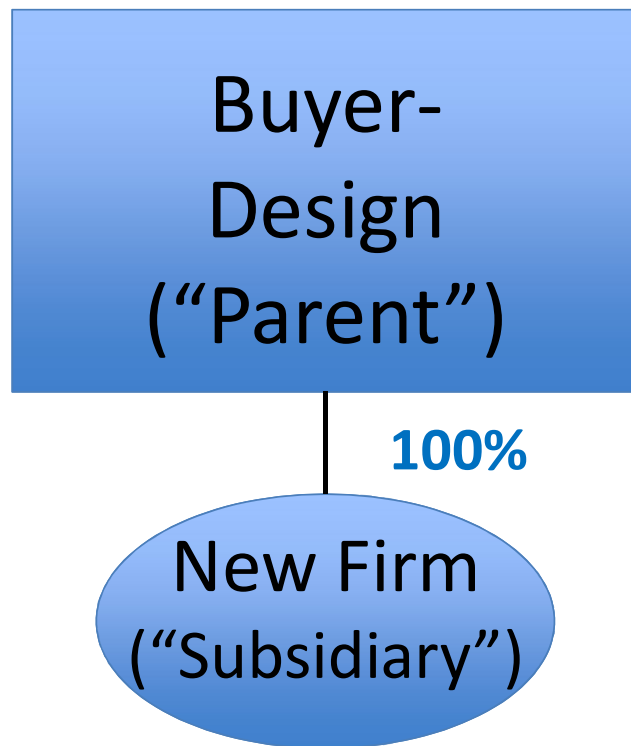 Buyer-
Design
(“Parent”)
100%
New Firm
(“Subsidiary”)